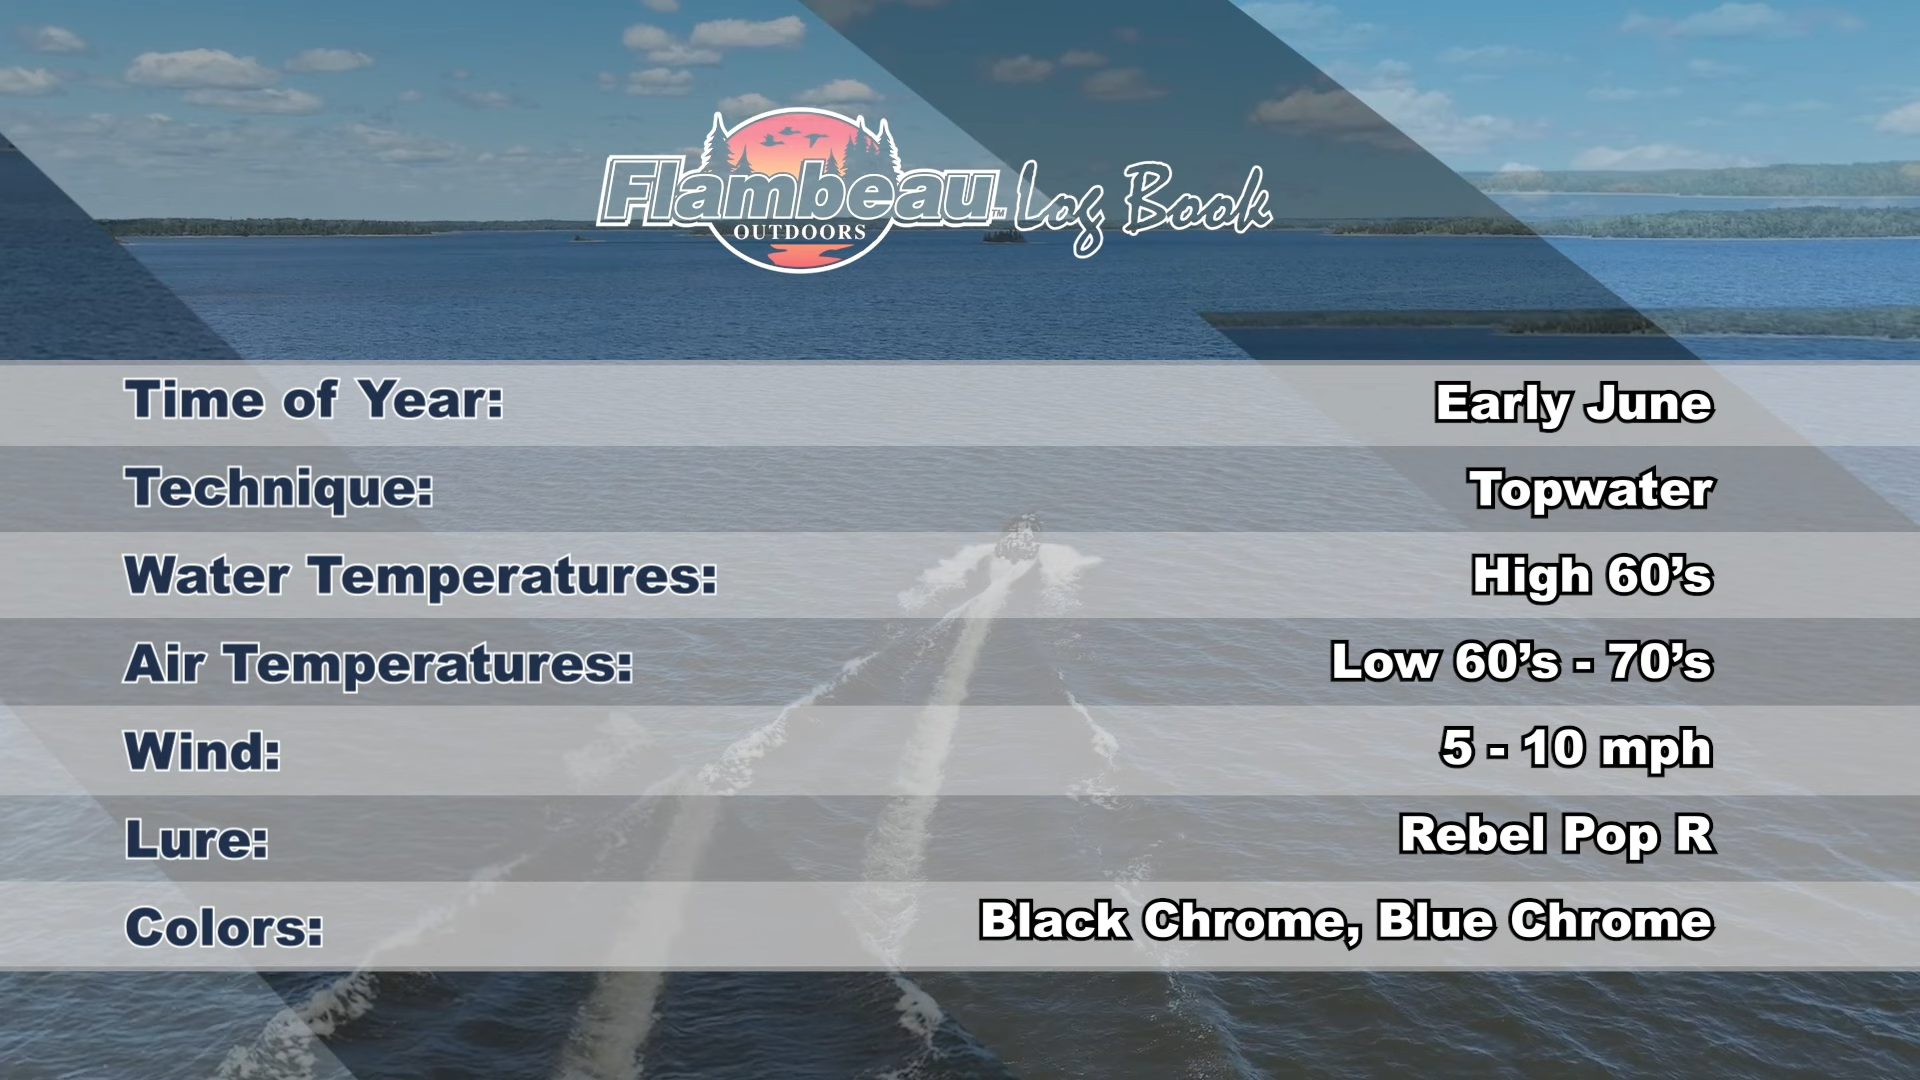 Flambeau™ Log Book
OUTDOORS
Time of Year: Early June
Technique: Topwater
Water Temperatures: High 60’s
Air Temperatures: Low 60’s - 70’s
Wind: 5 - 10 mph
Lure: Rebel Pop R
Colors: Black Chrome, Blue Chrome